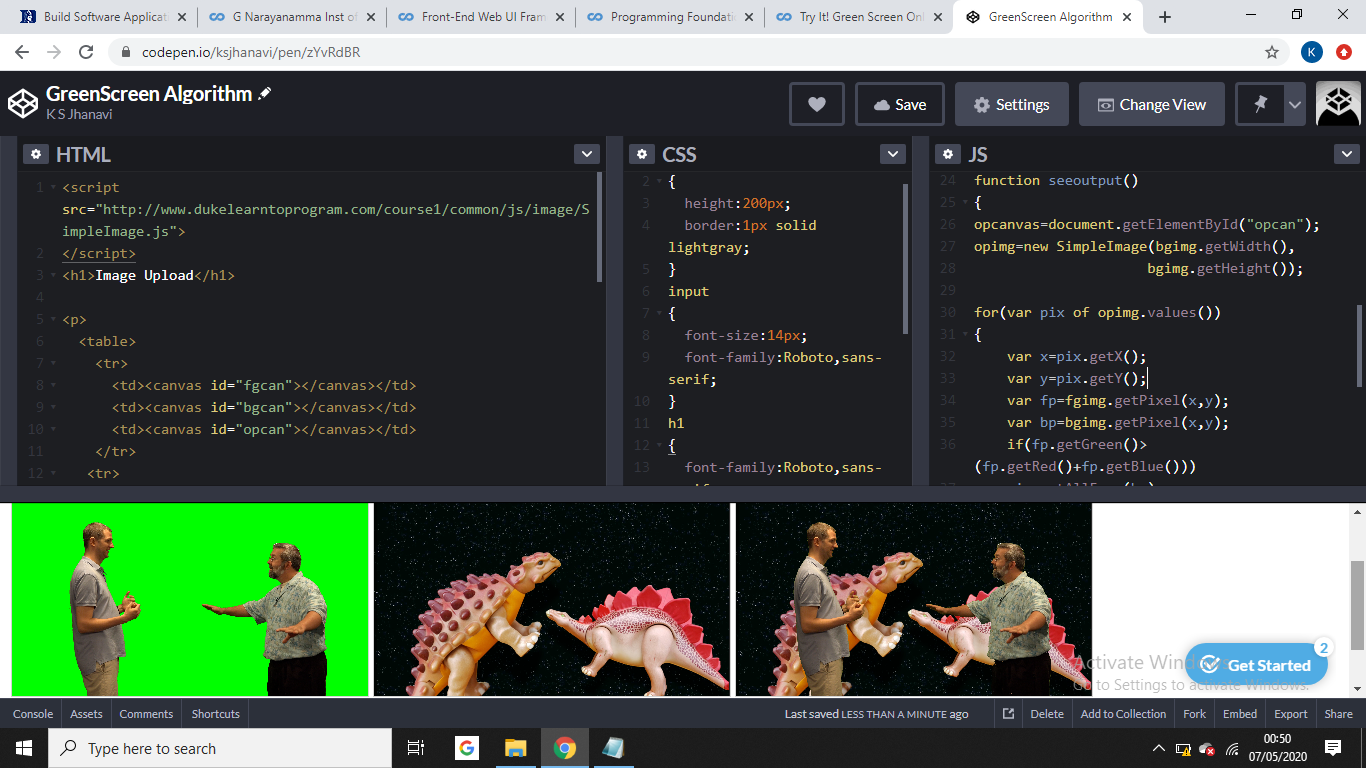 Build Software Applicat
G Narayanamma Inst of
Front-End Web UI Fram
Programming Foundati
Try It! Green Screen Onl
GreenScreen Algorithm
codepen.io/ksjhanavi/pen/zYvRdBR
K
GreenScreen Algorithm
K S Jhanavi
Save
Settings
Change View
HTML
1 <script
src="http://www.dukelearntoprogram.com/course1/common/js/image/S
impleImage.js">
2 </script>
3 <h1>Image Upload</h1>
4
5 <p>
6 <table>
7 <tr>
8 <td><canvas id="fgcan"></canvas></td>
9 <td><canvas id="bgcan"></canvas></td>
10 <td><canvas id="opcan"></canvas></td>
11 </tr>
12 <tr>
CSS
2 {
3 height:200px;
4 border:1px solid
lightgray;
5 }
6 input
7 {
8 font-size:14px;
9 font-family:Roboto,sans-
serif;
10 }
11 h1
12 {
13 font-family:Roboto,sans-
JS
24 function seeoutput()
25 {
26 opcanvas=document.getElementById("opcan");
27 opimg=new SimpleImage(bgimg.getWidth(),
28 bgimg.getHeight());
29
30 for(var pix of opimg.values())
31 {
32 var x=pix.getX();
33 var y=pix.getY();
34 var fp=fgimg.getPixel(x,y);
35 var bp=bgimg.getPixel(x,y);
36 if(fp.getGreen()>
(fp.getRed()+fp.getBlue()))
Activate Windows
Go to Settings to activate Windows.
Get Started
2
Console
Assets
Comments
Shortcuts
Last saved LESS THAN A MINUTE ago
Delete
Add to Collection
Fork
Embed
Export
Share
Type here to search
G
00:50
07/05/2020